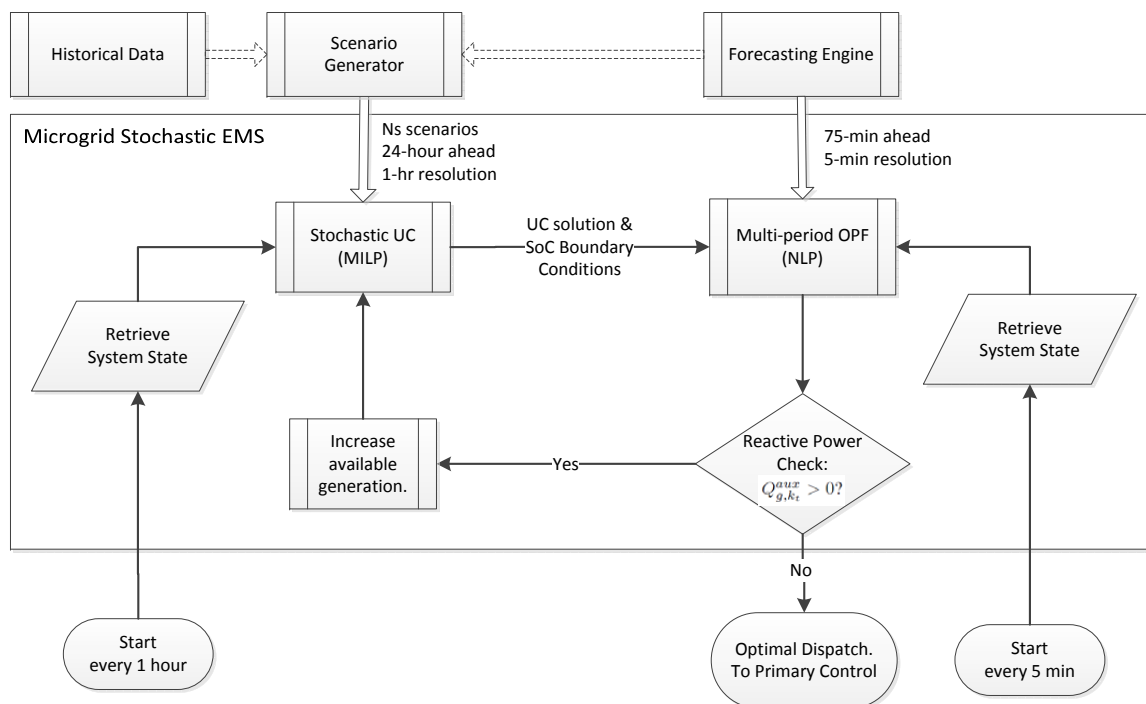 Historical Data
Scenario
Generator
Forecasting Engine
Microgrid Stochastic EMS
Ns scenarios
24-hour ahead
1-hr resolution
75-min ahead
5-min resolution
Stochastic UC
(MILP)
UC solution &
SoC Boundary
Conditions
Multi-period OPF
(NLP)
Retrieve
System State
Retrieve
System State
Increase
available
generation.
Yes
Reactive Power
Check:
$Q_{g,k_t}^{aux} > 0?$
No
Start
every 1 hour
Optimal Dispatch.
To Primary Control
Start
every 5 min